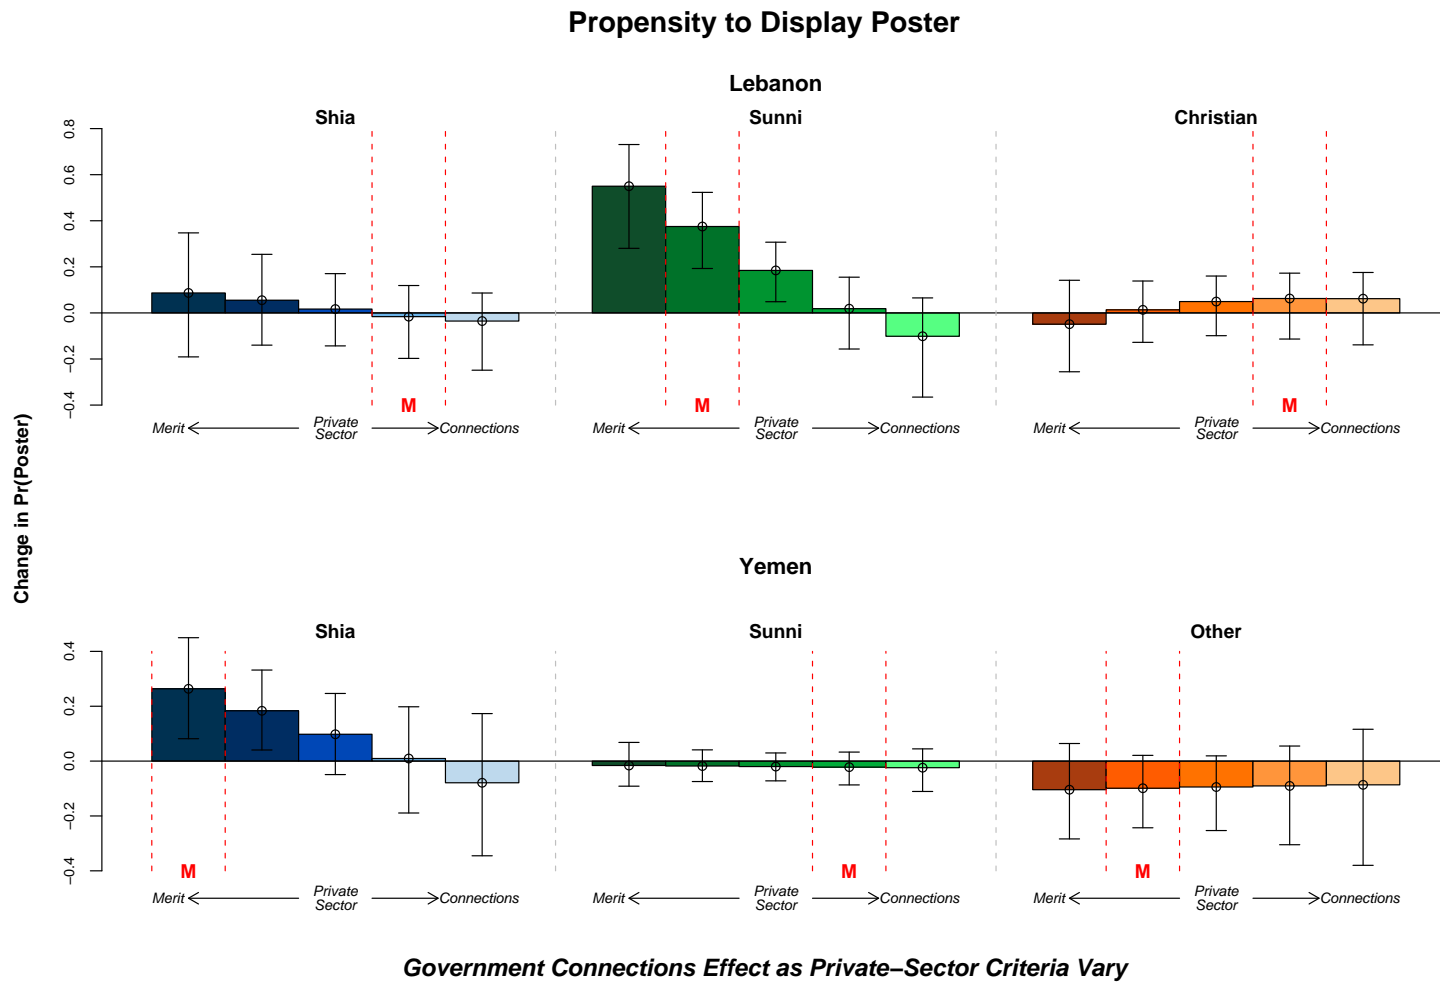 Propensity to Display Poster
Lebanon
Shia
Sunni
Christian
0.8
0.6
0.4
0.2
0.0
−0.2
−0.4
M
M
M
Merit
Private
Sector
Connections
Merit
Private
Sector
Connections
Merit
Private
Sector
Connections
Change in Pr(Poster)
Yemen
Shia
Sunni
Other
0.4
0.2
0.0
−0.2
−0.4
M
M
M
Merit
Private
Sector
Connections
Merit
Private
Sector
Connections
Merit
Private
Sector
Connections
Government Connections Effect as Private−Sector Criteria Vary